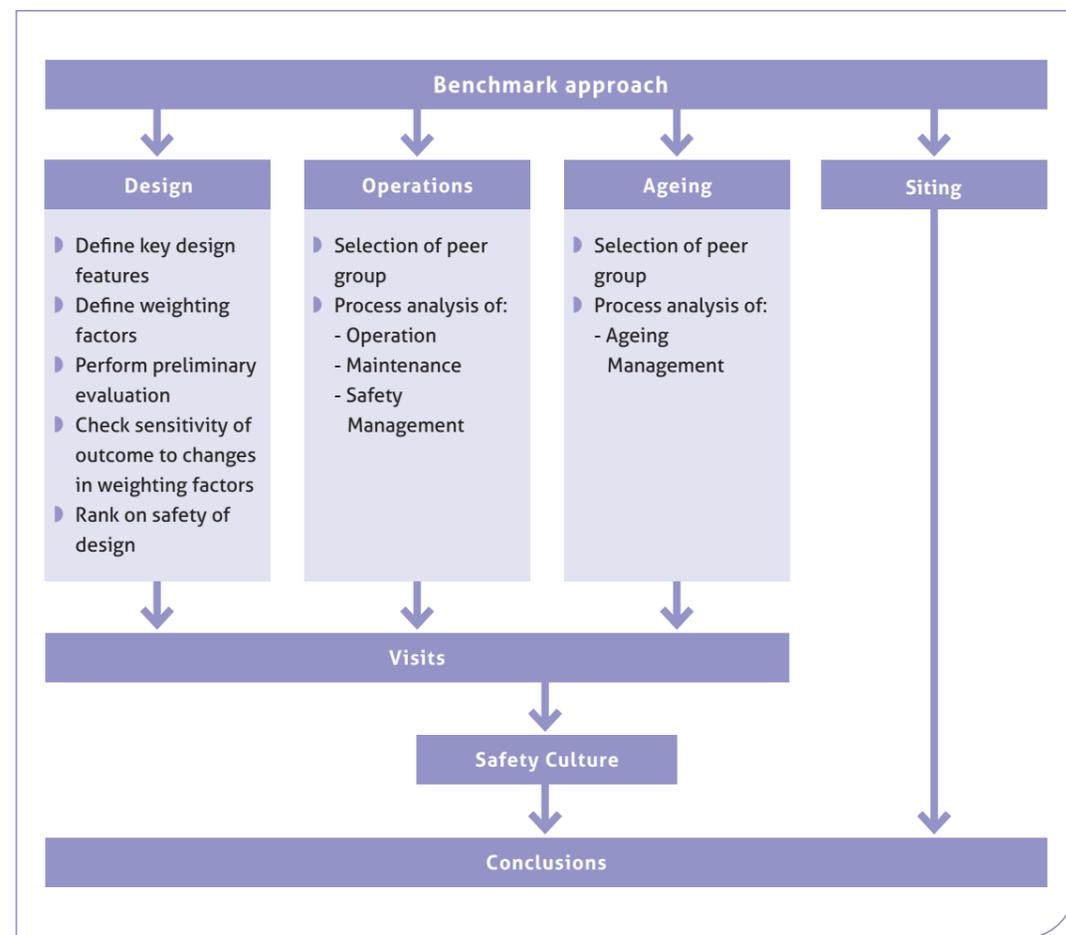 Benchmark approach
Design
Define key design
features
Define weighting
factors
Perform preliminary
evaluation
Check sensitivity of
outcome to changes
in weighting factors
Rank on safety of
design
Operations
Selection of peer
group
Process analysis of:
- Operation
- Maintenance
- Safety
Management
Ageing
Selection of peer
group
Process analysis of:
- Ageing
Management
Siting
Visits
Safety Culture
Conclusions